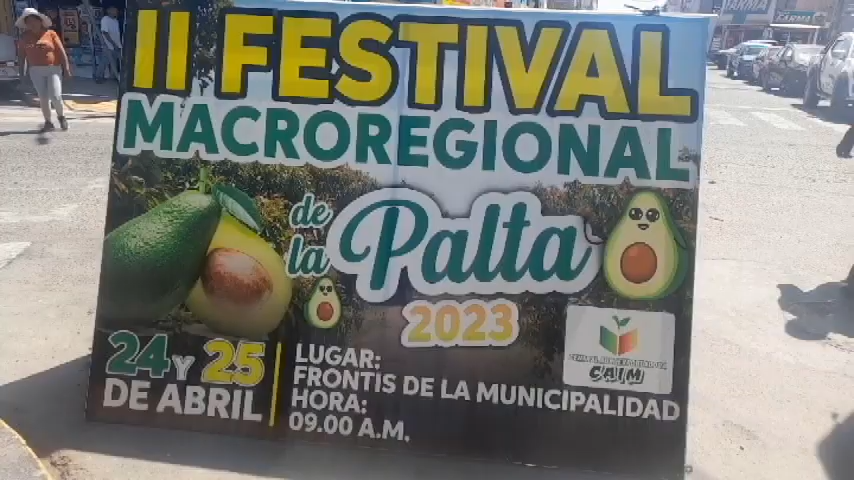 II FESTIVAL
MACROREGIONAL
de
la Palta
2023
24 Y 25
DE ABRIL
LUGAR:
FRONTIS DE LA MUNICIPALIDAD
HORA:
09.00 A.M.
CAIM